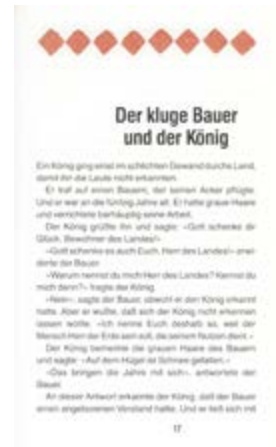 Der kluge Bauer
und der König
Ein König ging einst im schlichten Gewand durchs Land,
damit ihn die Leute nicht erkannten.
Er traf auf einen Bauern, der seinen Acker pflügte.
Und er war an die fünfzig Jahre alt. Er hatte graue Haare
und verrichtete barhäuptig seine Arbeit.
Der König grüßte ihn und sagte: »Gott schenke dir
Glück, Bewohner des Landes!«
»Gott schenke es auch Euch, Herr des Landes!« erwi-
derte der Bauer.
»Warum nennst du mich Herr des Landes? Kennst du
mich denn?« fragte der König.
»Nein«, sagte der Bauer, obwohl er den König erkannt
hatte. Aber er wußte, daß sich der König nicht erkennen
lassen wollte. »Ich nenne Euch deshalb so, weil der
Mensch Herr der Erde sein soll, die seinem Nutzen dient.«
Der König bemerkte die grauen Haare des Bauern
und sagte: »Auf dem Hügel ist Schnee gefallen.«
»Das bringen die Jahre mit sich«, antwortete der
Bauer.
An dieser Antwort erkannte der König, daß der Bauer
einen angeborenen Verstand hatte. Und er ließ sich mit
17